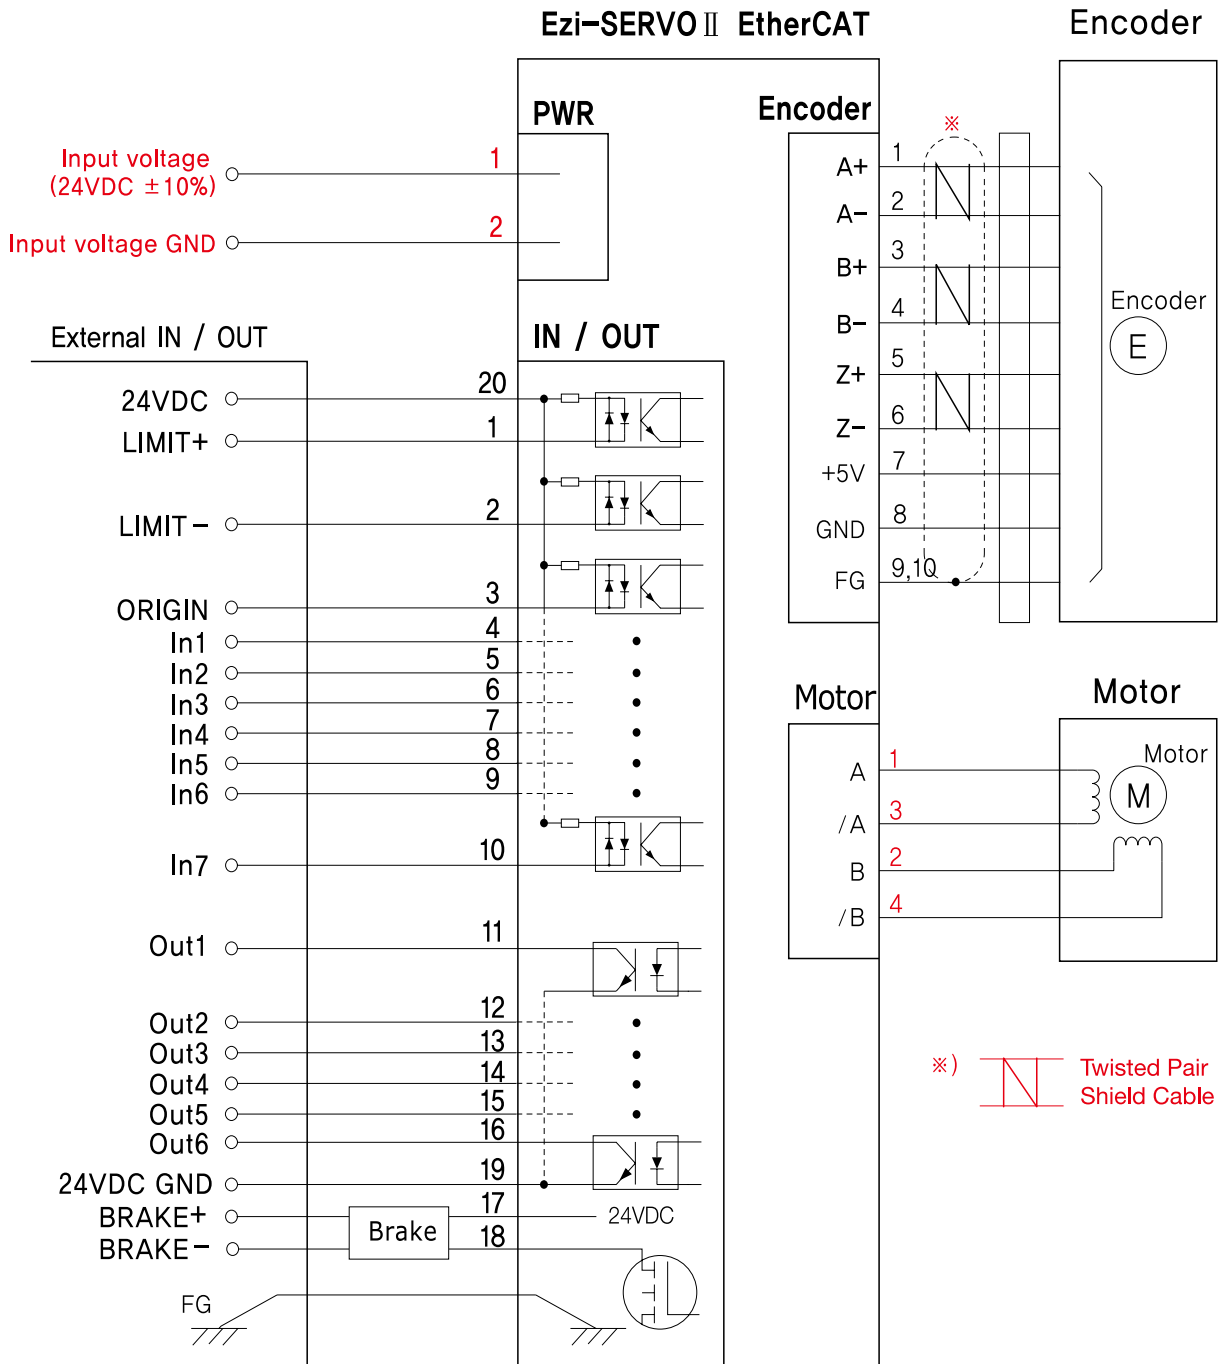 Ezi-SERVOⅡ EtherCAT
Encoder
PWR
Input voltage
(24VDC ±10%)
1
Input voltage GND
2
Encoder
※
A+ 1
A- 2
B+ 3
B- 4
Z+ 5
Z- 6
+5V 7
GND 8
FG 9,10
Encoder
E
External IN / OUT
IN / OUT
24VDC 20
LIMIT+ 1
LIMIT- 2
ORIGIN 3
In1 4
In2 5
In3 6
In4 7
In5 8
In6 9
In7 10
Out1 11
Out2 12
Out3 13
Out4 14
Out5 15
Out6 16
24VDC GND 19
BRAKE+ 17 24VDC
Brake
BRAKE- 18
FG
Motor
Motor
A 1
/A 3
B 2
/B 4
Motor
M
※) Twisted Pair
Shield Cable